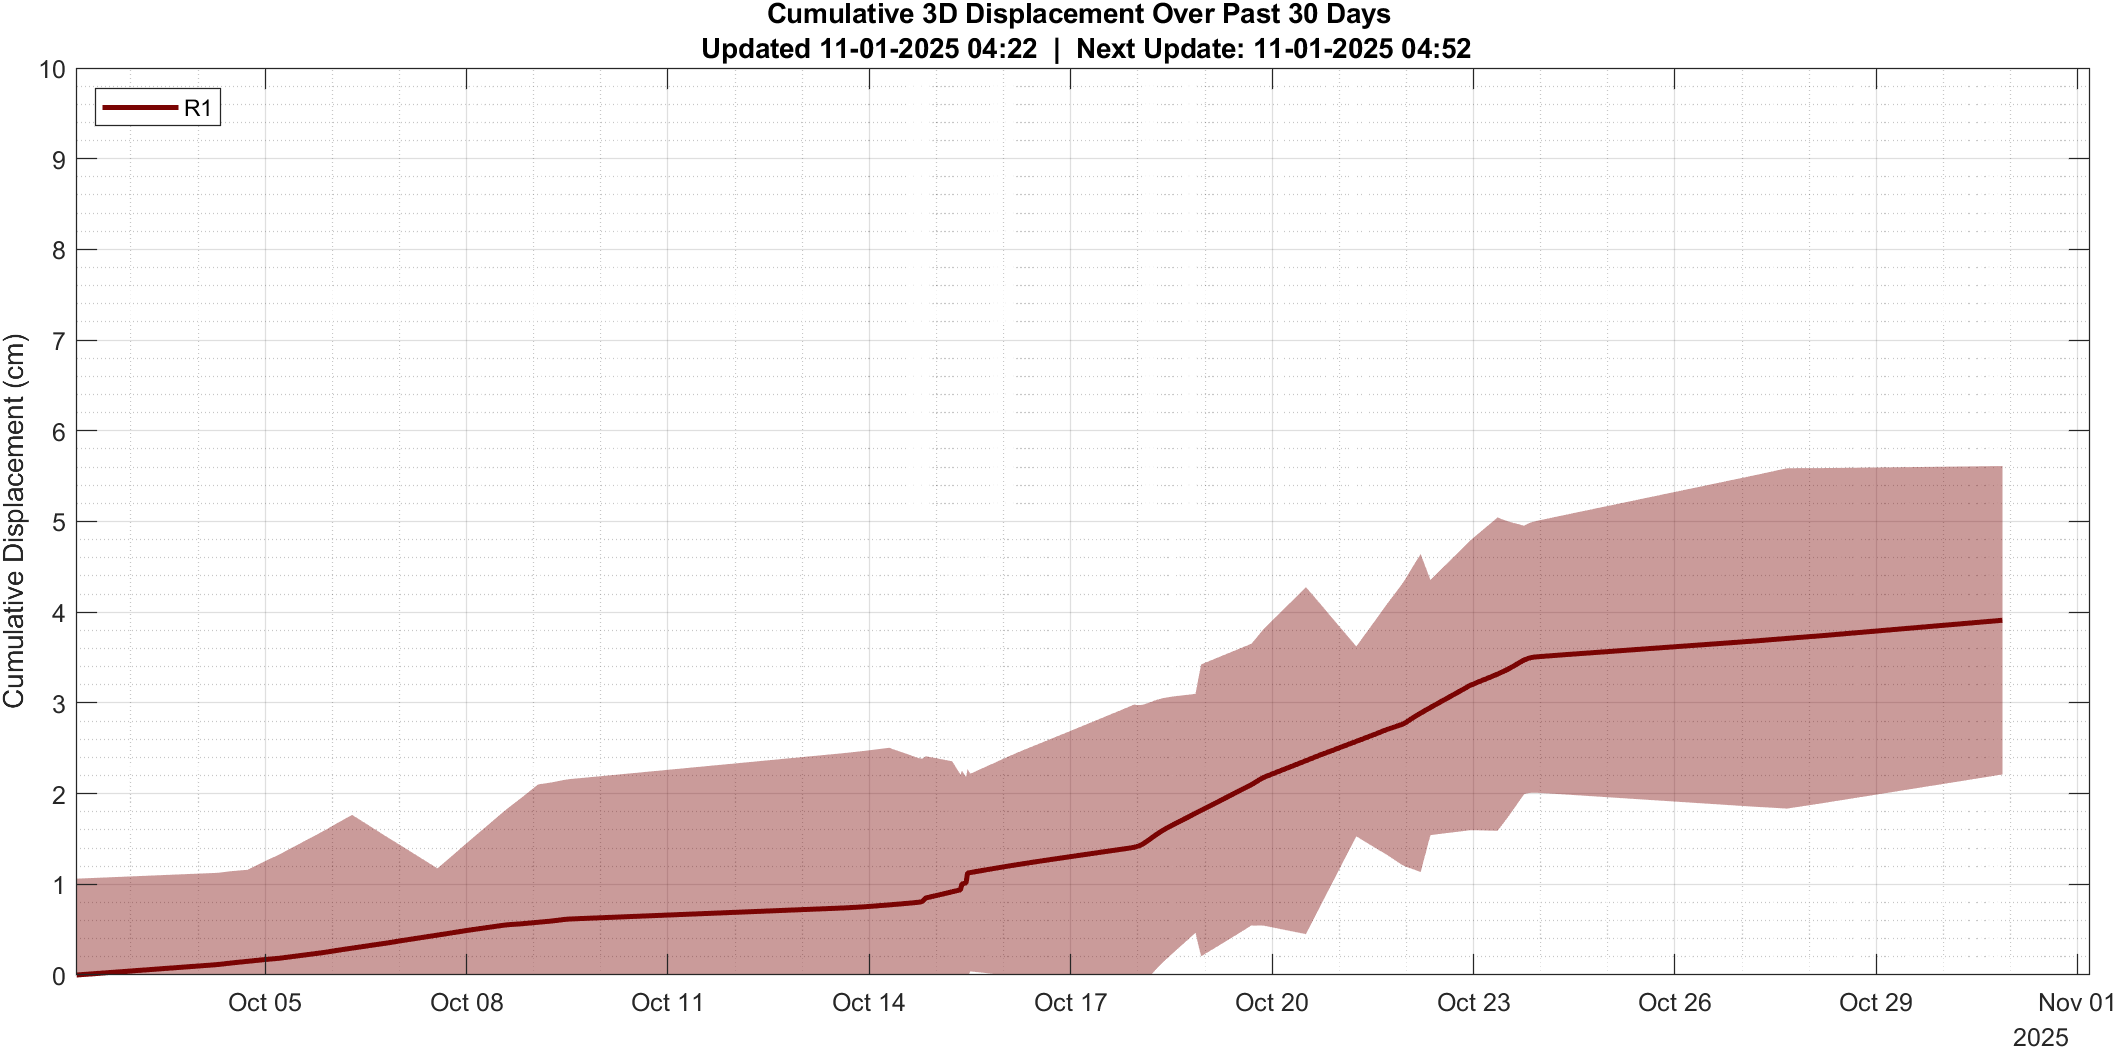 Cumulative 3D Displacement Over Past 30 Days
Updated 11-01-2025 04:22 | Next Update: 11-01-2025 04:52
R1
Cumulative Displacement (cm)
10
9
8
7
6
5
4
3
2
1
0
Oct 05 Oct 08 Oct 11 Oct 14 Oct 17 Oct 20 Oct 23 Oct 26 Oct 29 Nov 01
2025